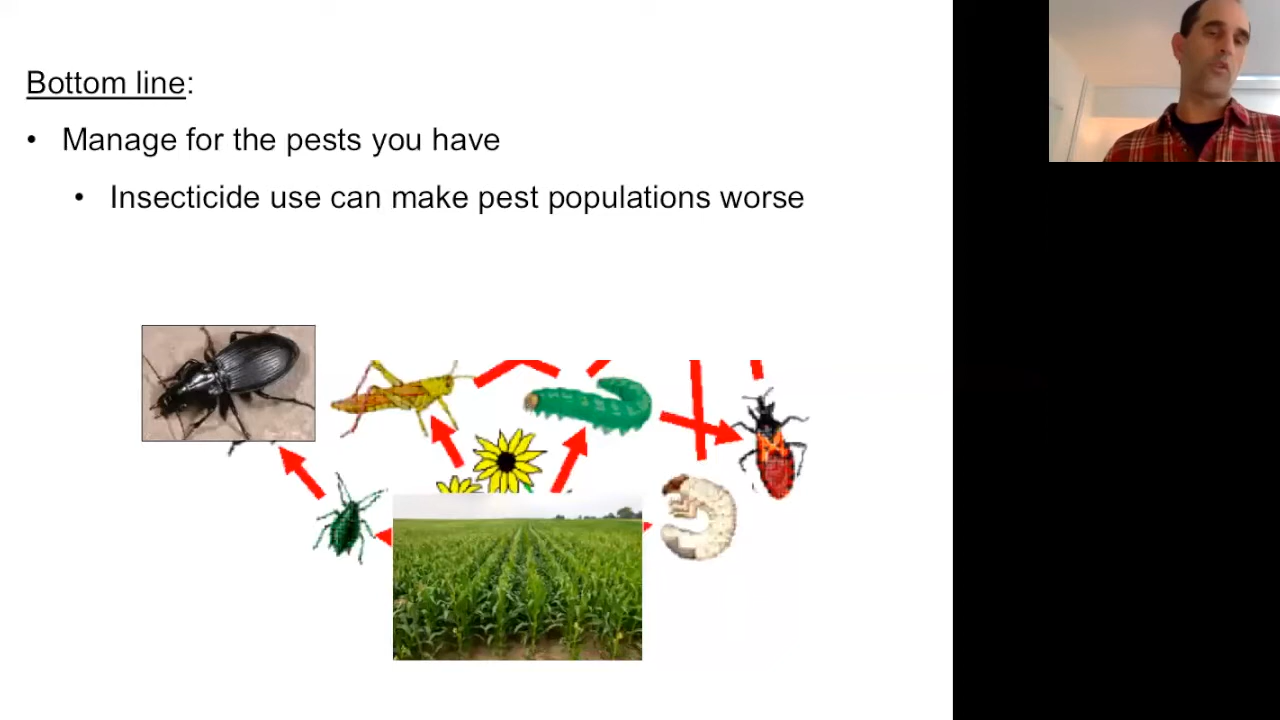 Bottom line:
• Manage for the pests you have
• Insecticide use can make pest populations worse